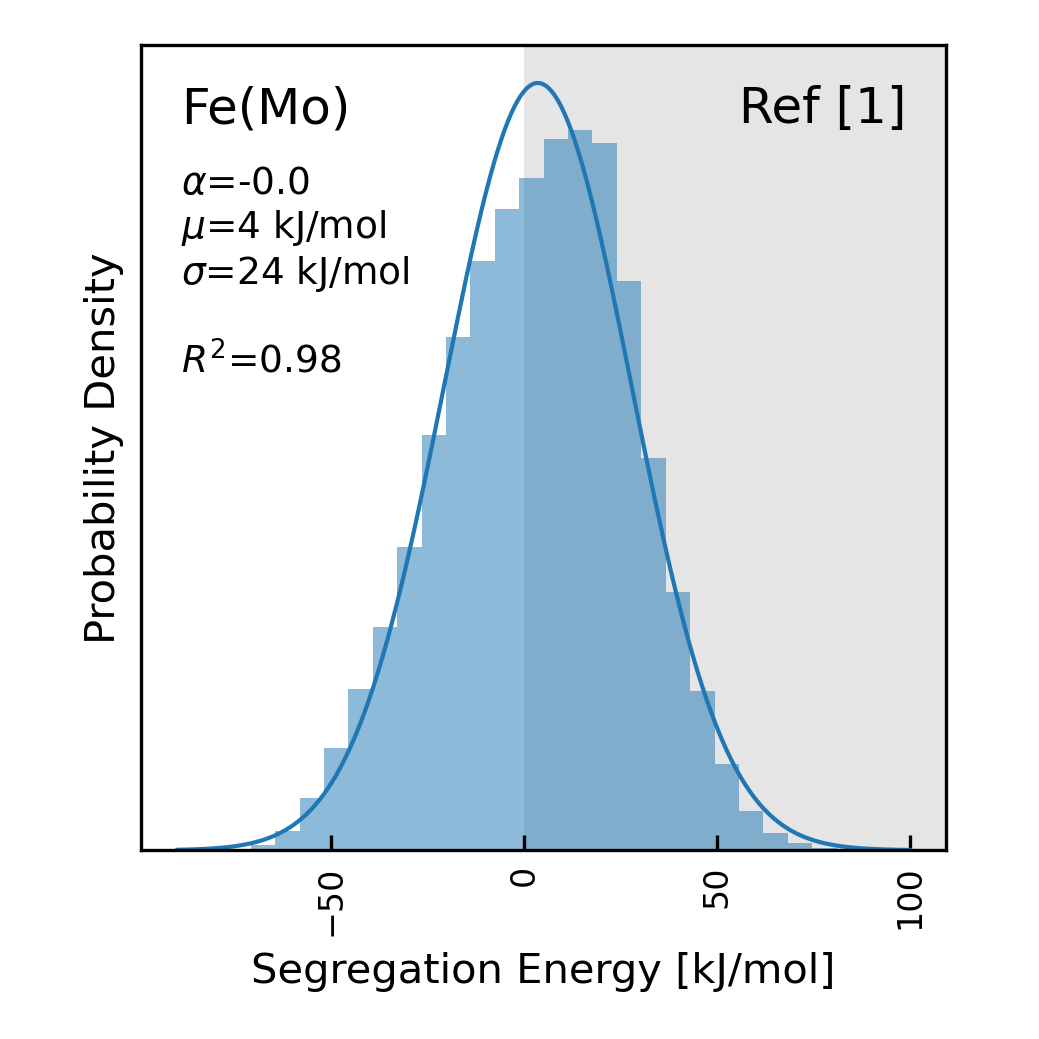 Fe(Mo)
Ref [1]
α=-0.0
μ=4 kJ/mol
σ=24 kJ/mol
R²=0.98
Probability Density
−50
0
50
100
Segregation Energy [kJ/mol]